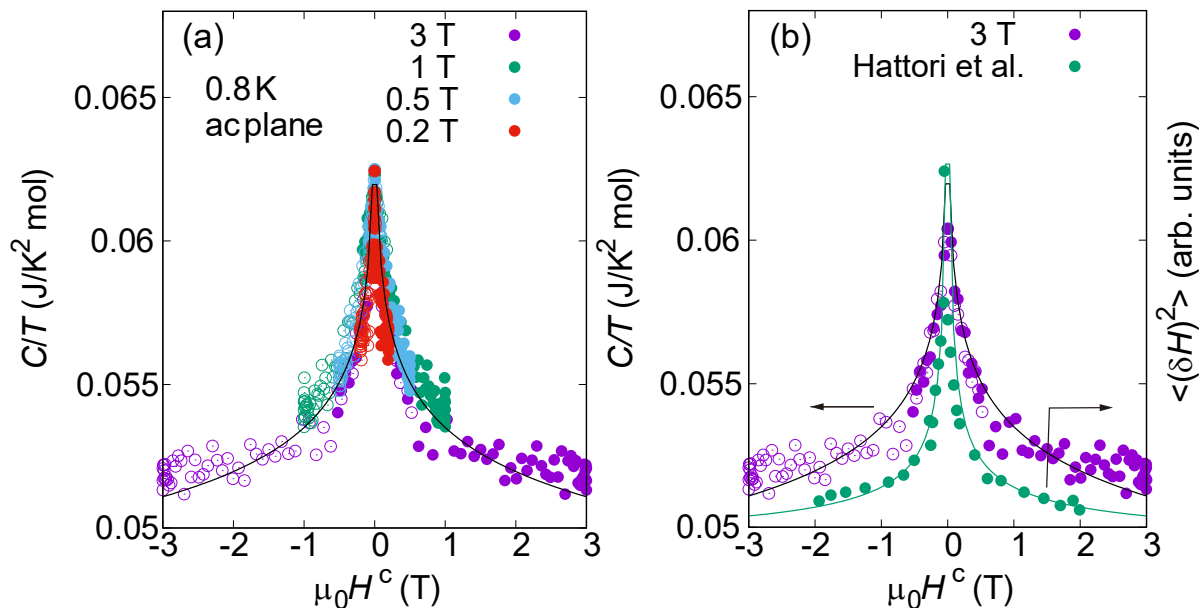 (a)
3 T
1 T
0.5 T
0.2 T
0.8 K
ac plane
0.065
0.06
0.055
0.05
C/T (J/K² mol)
-3 -2 -1 0 1 2 3
μ₀H ᶜ (T)
(b)
3 T
Hattori et al.
0.065
0.06
0.055
0.05
C/T (J/K² mol)
<(δH)²> (arb. units)
-3 -2 -1 0 1 2 3
μ₀H ᶜ (T)